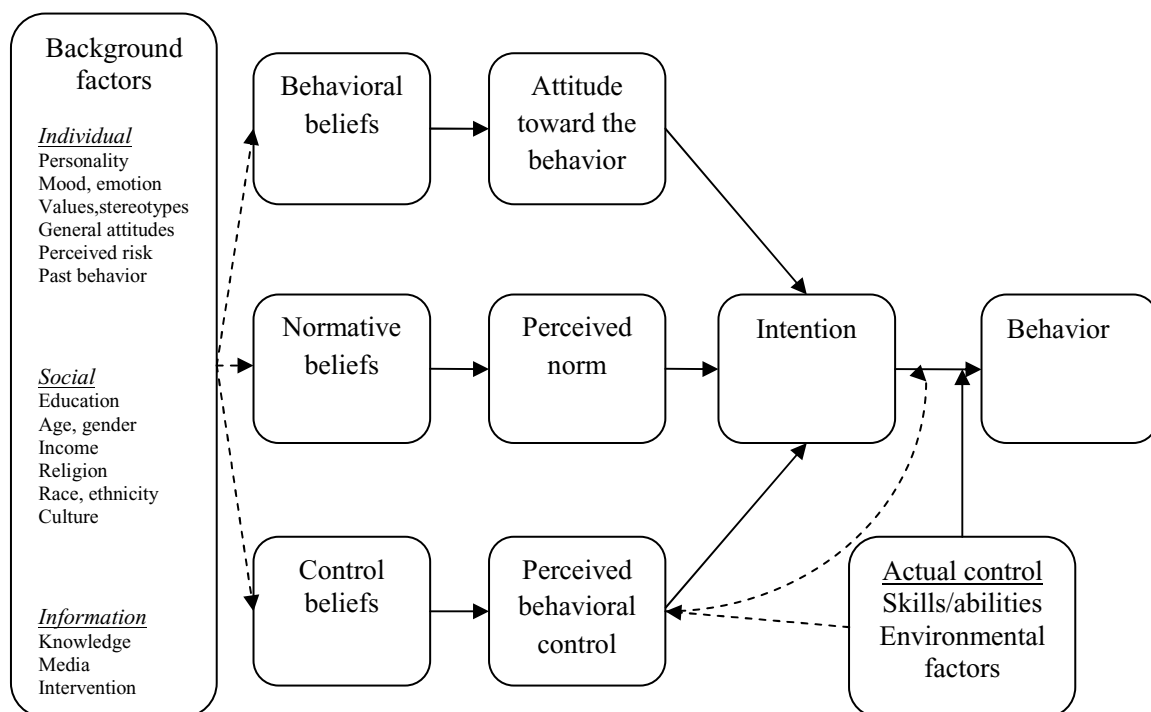 Background
factors
Individual
Personality
Mood, emotion
Values,stereotypes
General attitudes
Perceived risk
Past behavior
Social
Education
Age, gender
Income
Religion
Race, ethnicity
Culture
Information
Knowledge
Media
Intervention
Behavioral
beliefs
Attitude
toward the
behavior
Normative
beliefs
Perceived
norm
Intention
Behavior
Control
beliefs
Perceived
behavioral
control
Actual control
Skills/abilities
Environmental
factors